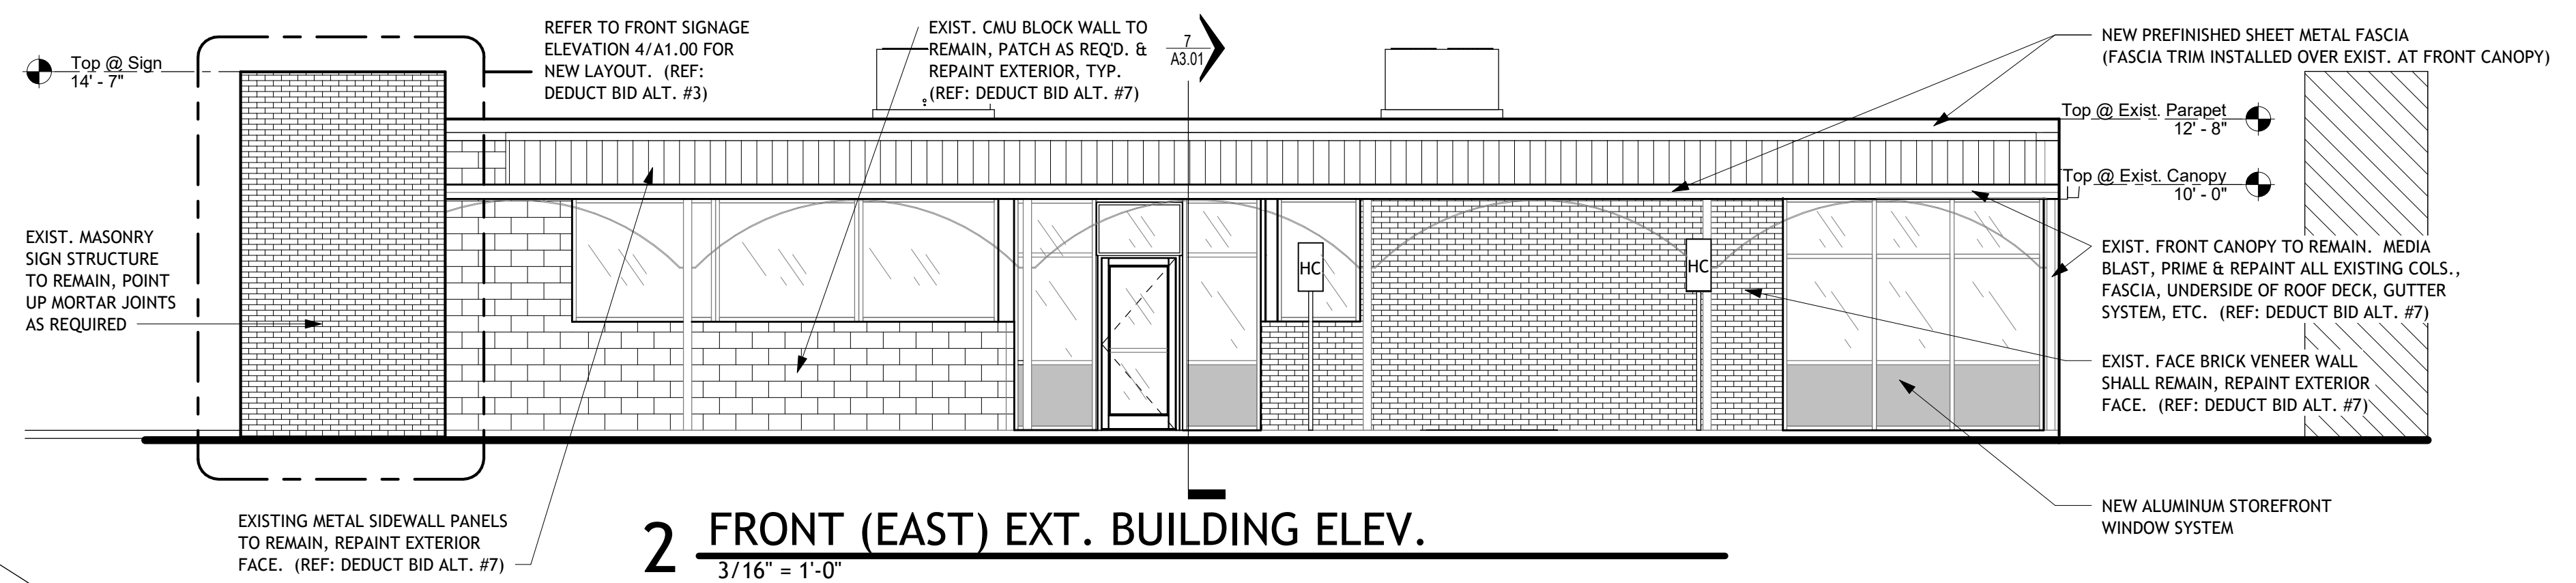 REFER TO FRONT SIGNAGE
ELEVATION 4/A1.00 FOR
NEW LAYOUT. (REF:
DEDUCT BID ALT. #3)
EXIST. CMU BLOCK WALL TO
REMAIN, PATCH AS REQ'D. &
REPAINT EXTERIOR, TYP.
(REF: DEDUCT BID ALT. #7)
7
A3.01
NEW PREFINISHED SHEET METAL FASCIA
(FASCIA TRIM INSTALLED OVER EXIST. AT FRONT CANOPY)
Top @ Sign
14' - 7"
Top @ Exist. Parapet
12' - 8"
Top @ Exist. Canopy
10' - 0"
EXIST. MASONRY
SIGN STRUCTURE
TO REMAIN, POINT
UP MORTAR JOINTS
AS REQUIRED
HC
HC
EXIST. FRONT CANOPY TO REMAIN. MEDIA
BLAST, PRIME & REPAINT ALL EXISTING COLS.,
FASCIA, UNDERSIDE OF ROOF DECK, GUTTER
SYSTEM, ETC. (REF: DEDUCT BID ALT. #7)
EXIST. FACE BRICK VENEER WALL
SHALL REMAIN, REPAINT EXTERIOR
FACE. (REF: DEDUCT BID ALT. #7)
NEW ALUMINUM STOREFRONT
WINDOW SYSTEM
EXISTING METAL SIDEWALL PANELS
TO REMAIN, REPAINT EXTERIOR
FACE. (REF: DEDUCT BID ALT. #7)
2 FRONT (EAST) EXT. BUILDING ELEV.
3/16" = 1'-0"